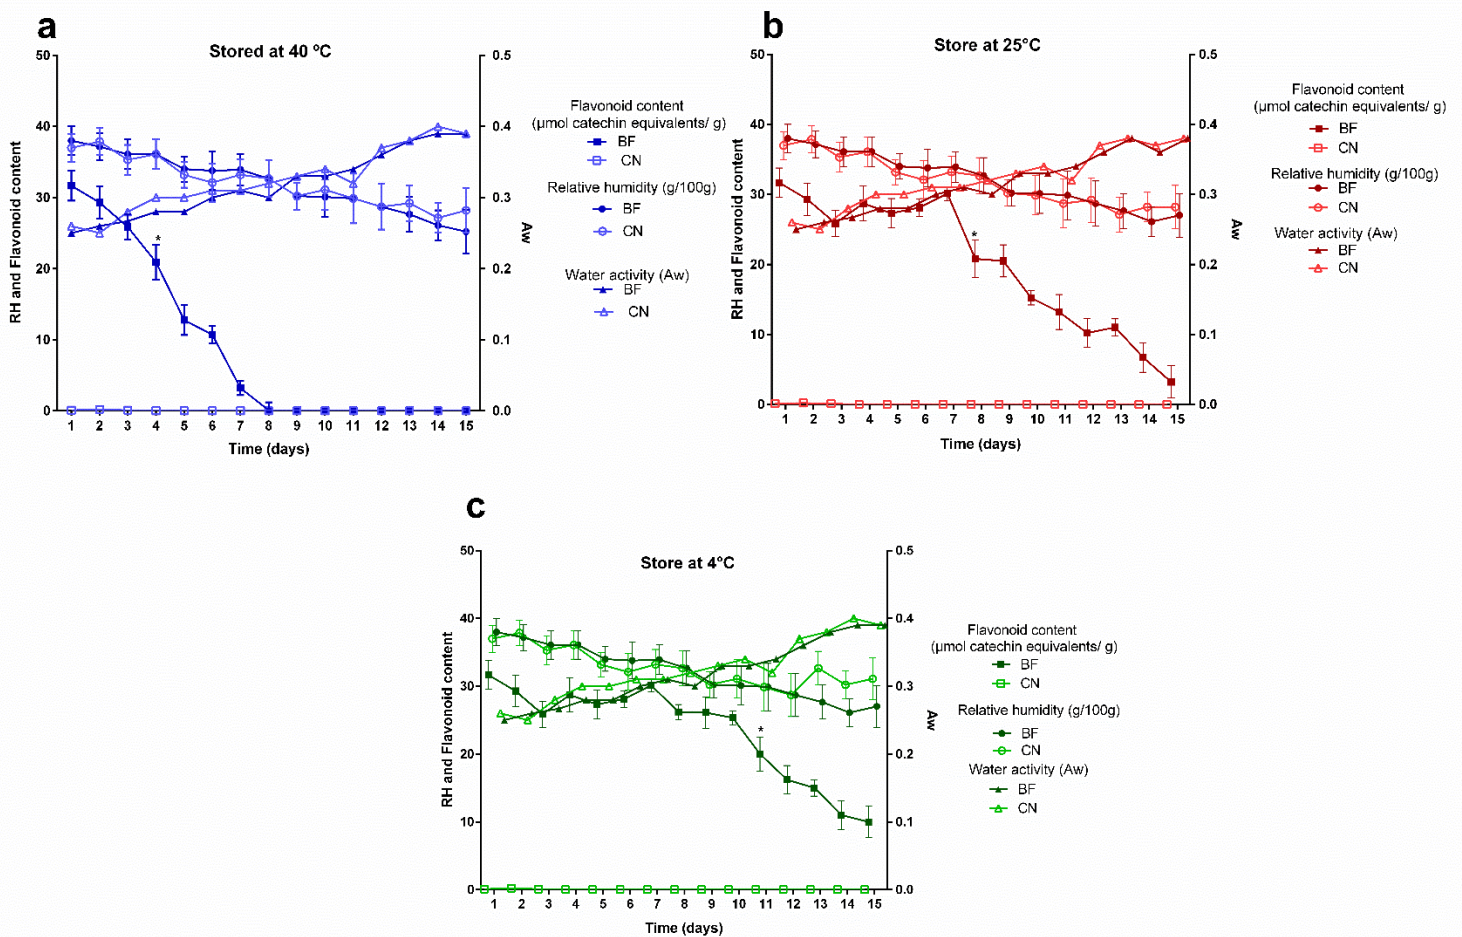 a
Stored at 40 ºC
50
40
30
20
10
0
RH and Flavonoid content
0.5
0.4
0.3
0.2
0.1
0.0
Aw
*
1 2 3 4 5 6 7 8 9 10 11 12 13 14 15
Time (days)
Flavonoid content
(µmol catechin equivalents/ g)
BF
CN
Relative humidity (g/100g)
BF
CN
Water activity (Aw)
BF
CN
b
Store at 25°C
50
40
30
20
10
0
RH and Flavonoid content
0.5
0.4
0.3
0.2
0.1
0.0
Aw
*
1 2 3 4 5 6 7 8 9 10 11 12 13 14 15
Time (days)
Flavonoid content
(µmol catechin equivalents/ g)
BF
CN
Relative humidity (g/100g)
BF
CN
Water activity (Aw)
BF
CN
c
Store at 4°C
50
40
30
20
10
0
RH and Flavonoid content
0.5
0.4
0.3
0.2
0.1
0.0
Aw
*
1 2 3 4 5 6 7 8 9 10 11 12 13 14 15
Time (days)
Flavonoid content
(µmol catechin equivalents/ g)
BF
CN
Relative humidity (g/100g)
BF
CN
Water activity (Aw)
BF
CN